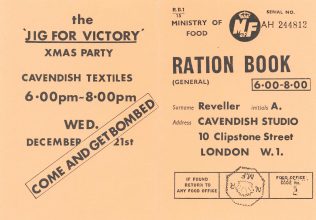 the
'JIG FOR VICTORY'
XMAS PARTY
CAVENDISH TEXTILES
6·00pm~8·00pm
WED.
DECEMBER 21st
COME AND GET BOMBED
R.B.1
'15'
MINISTRY OF
FOOD
MF
SERIAL NO.
AH 244812
RATION BOOK
(GENERAL)
6·00-8·00
Surname Reveller initials A.
Address CAVENDISH STUDIO
10 Clipstone Street
LONDON W.1.
IF FOUND
RETURN TO
ANY FOOD OFFICE
FOOD OFFICE
CODE No.